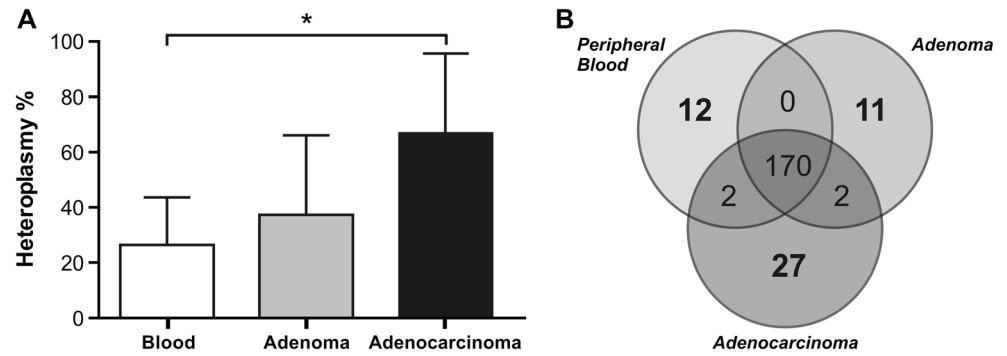 A
*
Heteroplasmy %
100
80
60
40
20
0
Blood
Adenoma
Adenocarcinoma
B
Peripheral
Blood
Adenoma
12
0
11
170
2
2
27
Adenocarcinoma